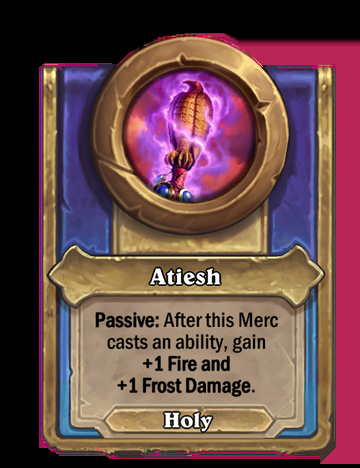 Atiesh
Passive: After this Merc
casts an ability, gain
+1 Fire and
+1 Frost Damage.
Holy